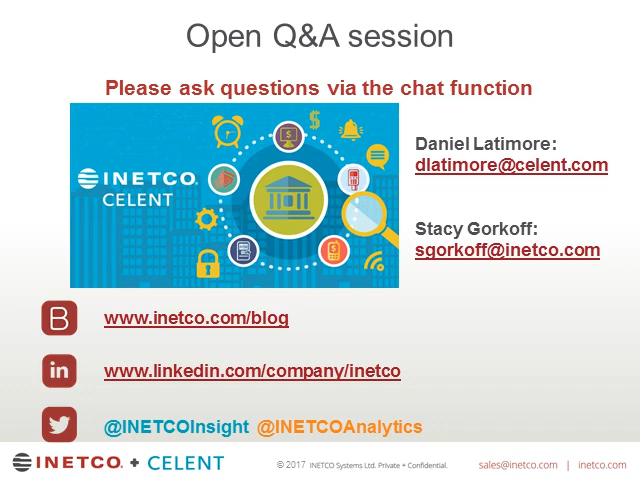 Open Q&A session
Please ask questions via the chat function
INETCO®
CELENT
$
Daniel Latimore:
dlatimore@celent.com
Stacy Gorkoff:
sgorkoff@inetco.com
B
www.inetco.com/blog
in
www.linkedin.com/company/inetco
@INETCOInsight @INETCOAnalytics
INETCO® + CELENT
© 2017 INETCO Systems Ltd. Private + Confidential.
sales@inetco.com | inetco.com